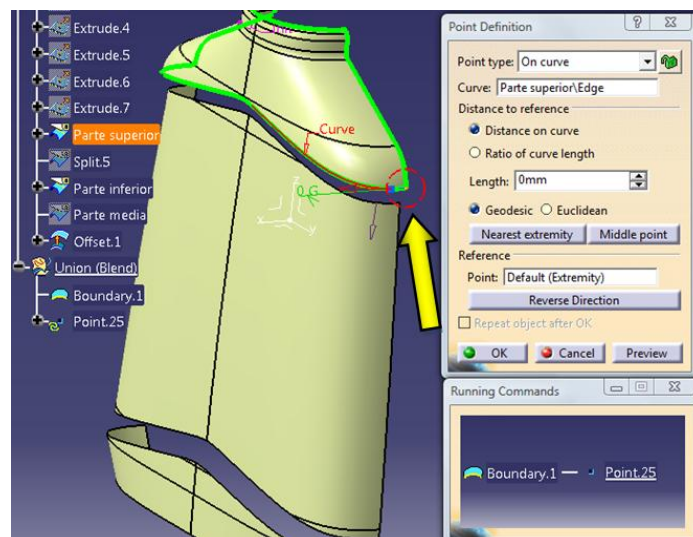 Extrude.4
Extrude.5
Extrude.6
Extrude.7
Parte superior
Split.5
Parte inferior
Parte media
Offset.1
Union (Blend)
Boundary.1
Point.25
Curve
Point Definition
Point type: On curve
Curve: Parte superior\Edge
Distance to reference
Distance on curve
Ratio of curve length
Length: 0mm
Geodesic Euclidean
Nearest extremity Middle point
Reference
Point: Default (Extremity)
Reverse Direction
Repeat object after OK
OK Cancel Preview
Running Commands
Boundary.1 Point.25